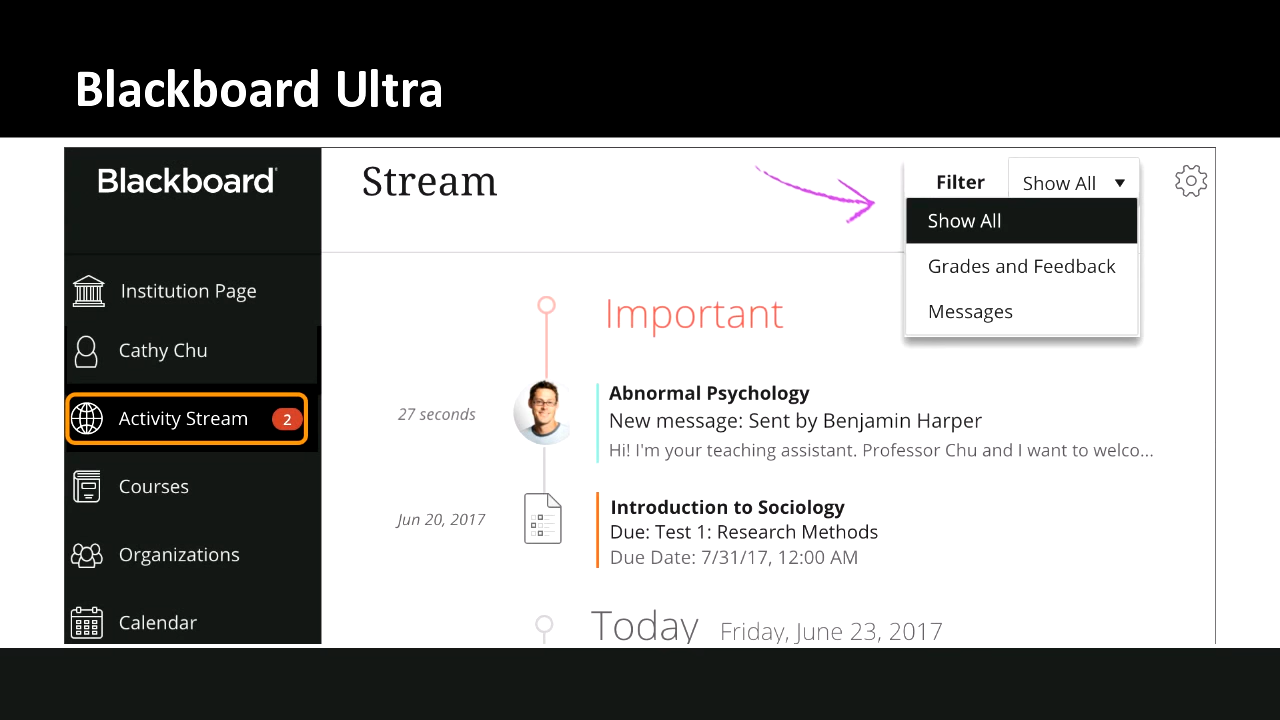 Blackboard Ultra
Blackboard
Stream
Filter
Show All
Show All
Grades and Feedback
Messages
Institution Page
Cathy Chu
Activity Stream 2
Courses
Organizations
Calendar
Important
27 seconds
Abnormal Psychology
New message: Sent by Benjamin Harper
Hi! I'm your teaching assistant. Professor Chu and I want to welco...
Jun 20, 2017
Introduction to Sociology
Due: Test 1: Research Methods
Due Date: 7/31/17, 12:00 AM
Today Friday, June 23, 2017